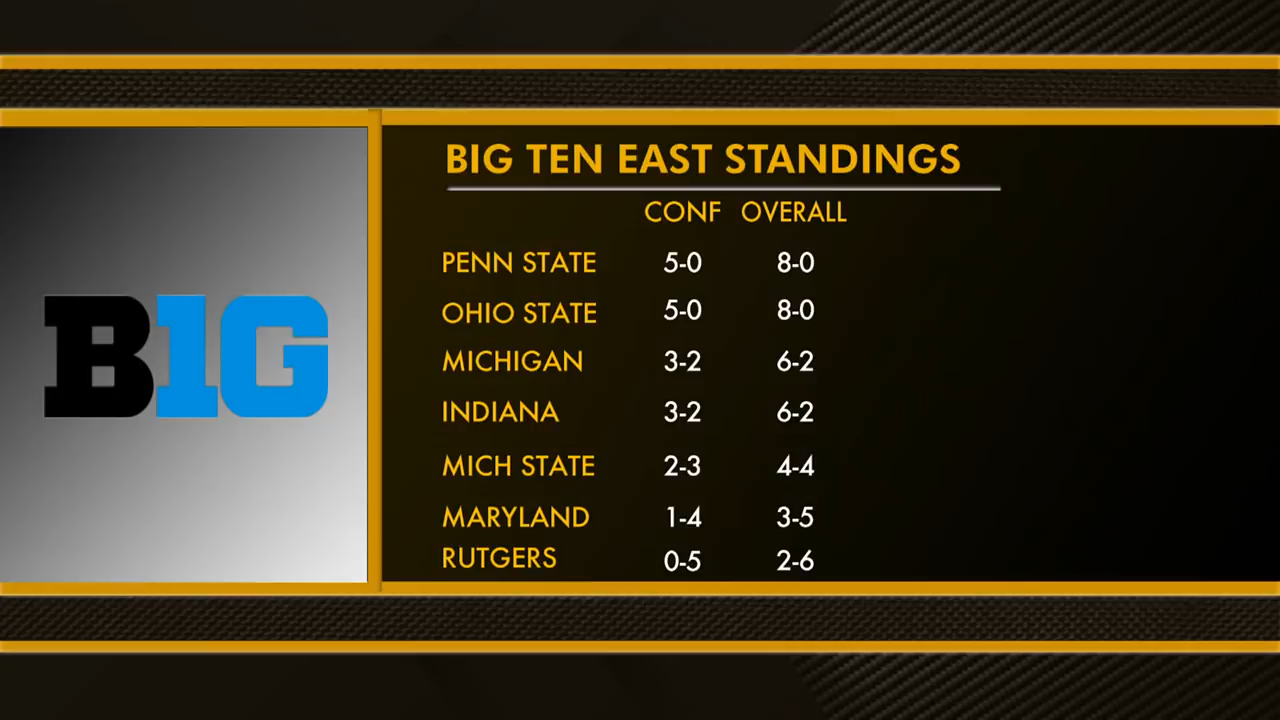 BIG TEN EAST STANDINGS
CONF OVERALL
PENN STATE 5-0 8-0
OHIO STATE 5-0 8-0
B1G MICHIGAN 3-2 6-2
INDIANA 3-2 6-2
MICH STATE 2-3 4-4
MARYLAND 1-4 3-5
RUTGERS 0-5 2-6